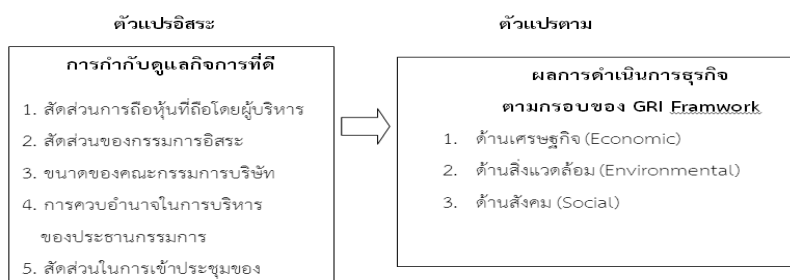 ตัวแปรอิสระ
ตัวแปรตาม
การกำกับดูแลกิจการที่ดี
1. สัดส่วนการถือหุ้นที่ถือโดยผู้บริหาร
2. สัดส่วนของกรรมการอิสระ
3. ขนาดของคณะกรรมการบริษัท
4. การควบอำนาจในการบริหาร
ของประธานกรรมการ
5. สัดส่วนในการเข้าประชุมของ
ผลการดำเนินการธุรกิจ
ตามกรอบของ GRI Framwork
1. ด้านเศรษฐกิจ (Economic)
2. ด้านสิ่งแวดล้อม (Environmental)
3. ด้านสังคม (Social)